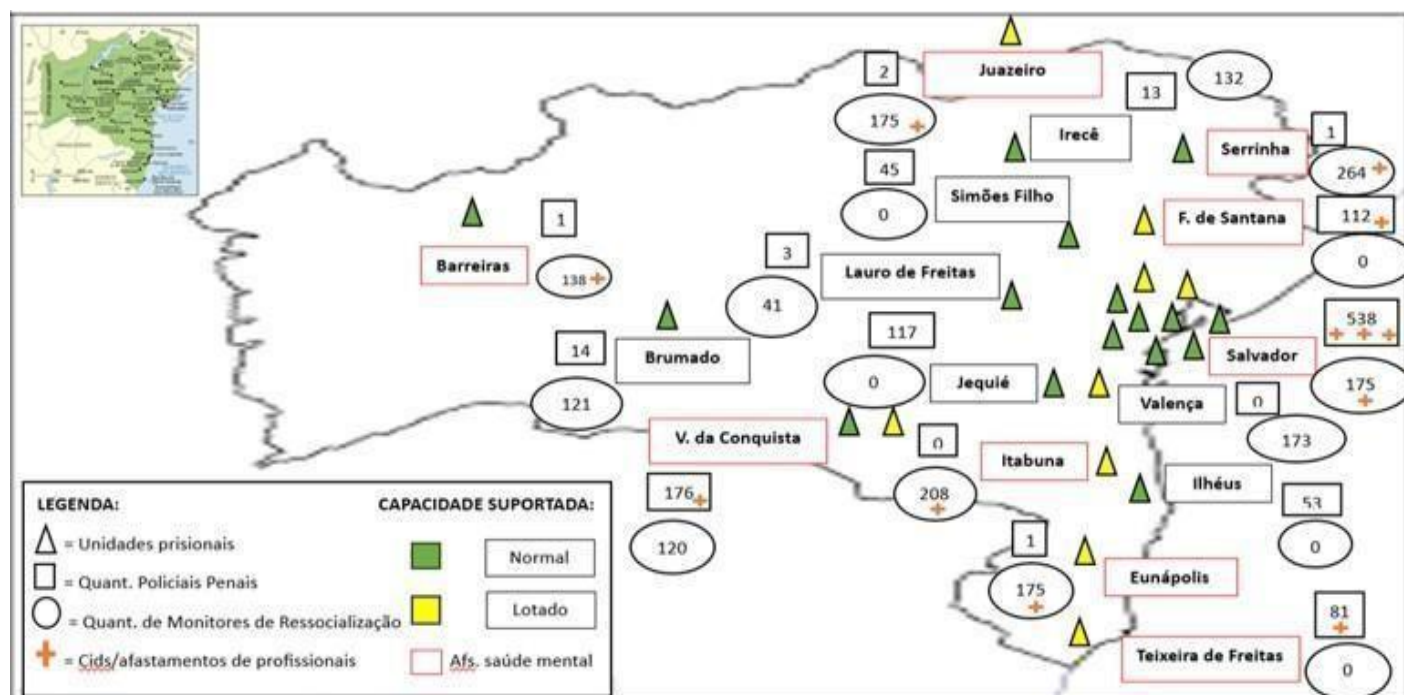 Juazeiro
2
13
132
175
Irecê
Serrinha
1
264
45
Simões Filho
0
F. de Santana
112
0
Barreiras
1
138
Lauro de Freitas
3
41
538
Salvador
175
Brumado
14
121
117
0
Jequié
Valença
0
173
V. da Conquista
176
120
0
Itabuna
208
Ilhéus
53
0
1
175
Eunápolis
81
Teixeira de Freitas
0
LEGENDA:
= Unidades prisionais
= Quant. Policiais Penais
= Quant. de Monitores de Ressocialização
= Cids/afastamentos de profissionais
CAPACIDADE SUPORTADA:
Normal
Lotado
Afs. saúde mental